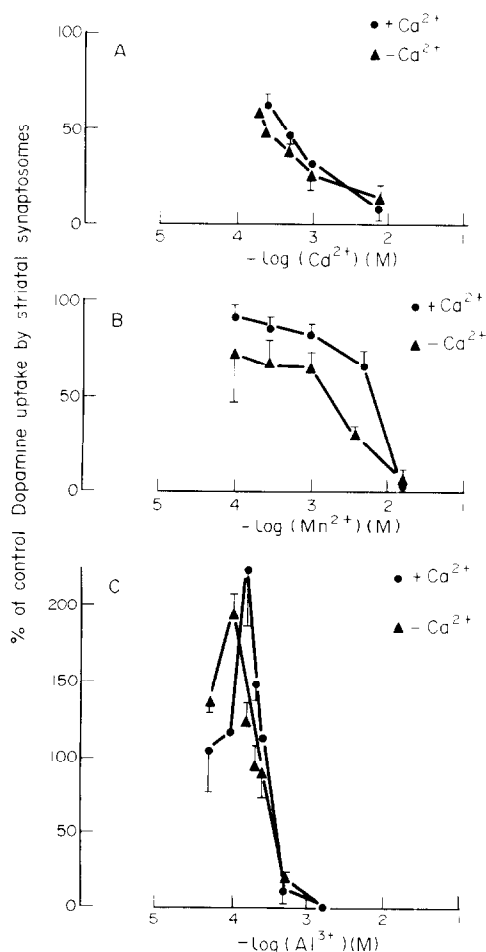 % of control Dopamine uptake by striatal synaptosomes
A
● + Ca²⁺
▲ - Ca²⁺
100
50
0
5 4 3 2 1
- Log (Cd²⁺) (M)
B
● + Ca²⁺
▲ - Ca²⁺
100
50
0
5 4 3 2 1
- Log (Mn²⁺) (M)
C
● + Ca²⁺
▲ - Ca²⁺
200
150
100
50
0
5 4 3 2 1
-Log (Al³⁺) (M)